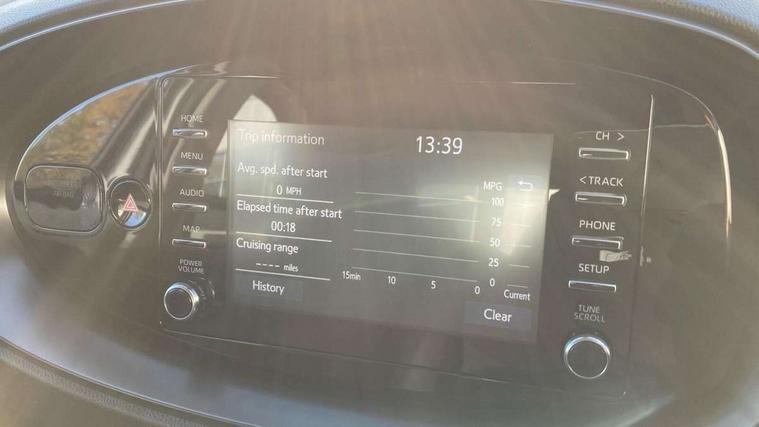 HOME
MENU
AUDIO
MAP
POWER
VOLUME
Trip information
13:39
Avg. spd. after start
0 MPH
Elapsed time after start
00:18
Cruising range
---- miles
History
MPG
100
75
50
25
0
15min 10 5 0
Current
Clear
CH >
< TRACK
PHONE
SETUP
TUNE
SCROLL